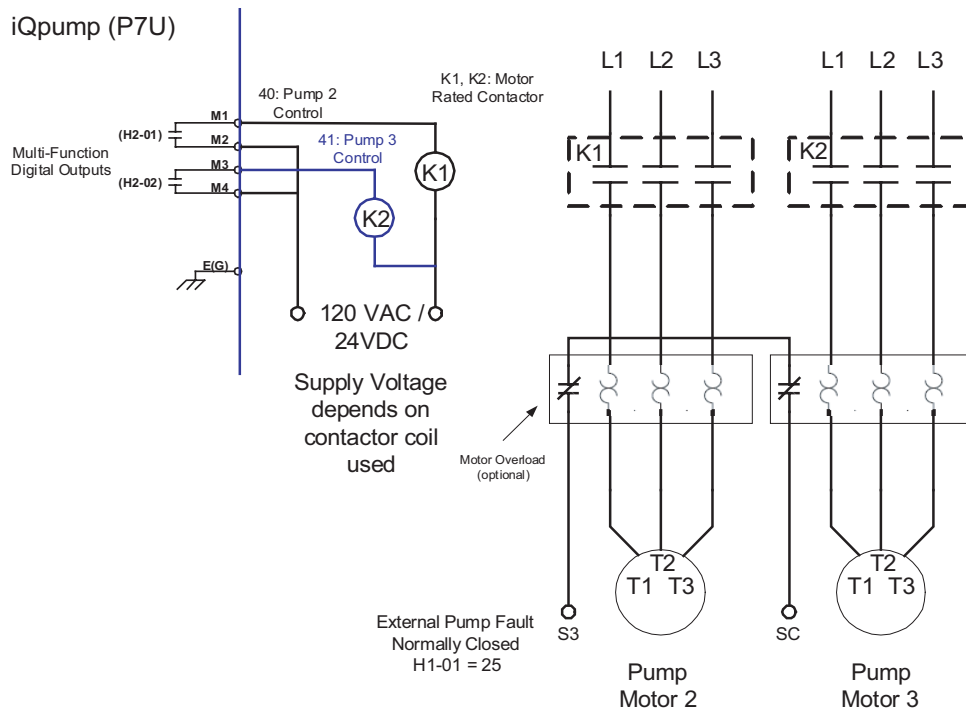 iQpump (P7U)
40: Pump 2
Control
K1, K2: Motor
Rated Contactor
L1 L2 L3
L1 L2 L3
M1
(H2-01)
M2
Multi-Function
Digital Outputs
M3
(H2-02)
M4
41: Pump 3
Control
K1
K2
K1
K2
E(G)
120 VAC /
24VDC
Supply Voltage
depends on
contactor coil
used
Motor Overload
(optional)
T2
T1 T3
T2
T1 T3
External Pump Fault
Normally Closed
H1-01 = 25
S3
SC
Pump
Motor 2
Pump
Motor 3